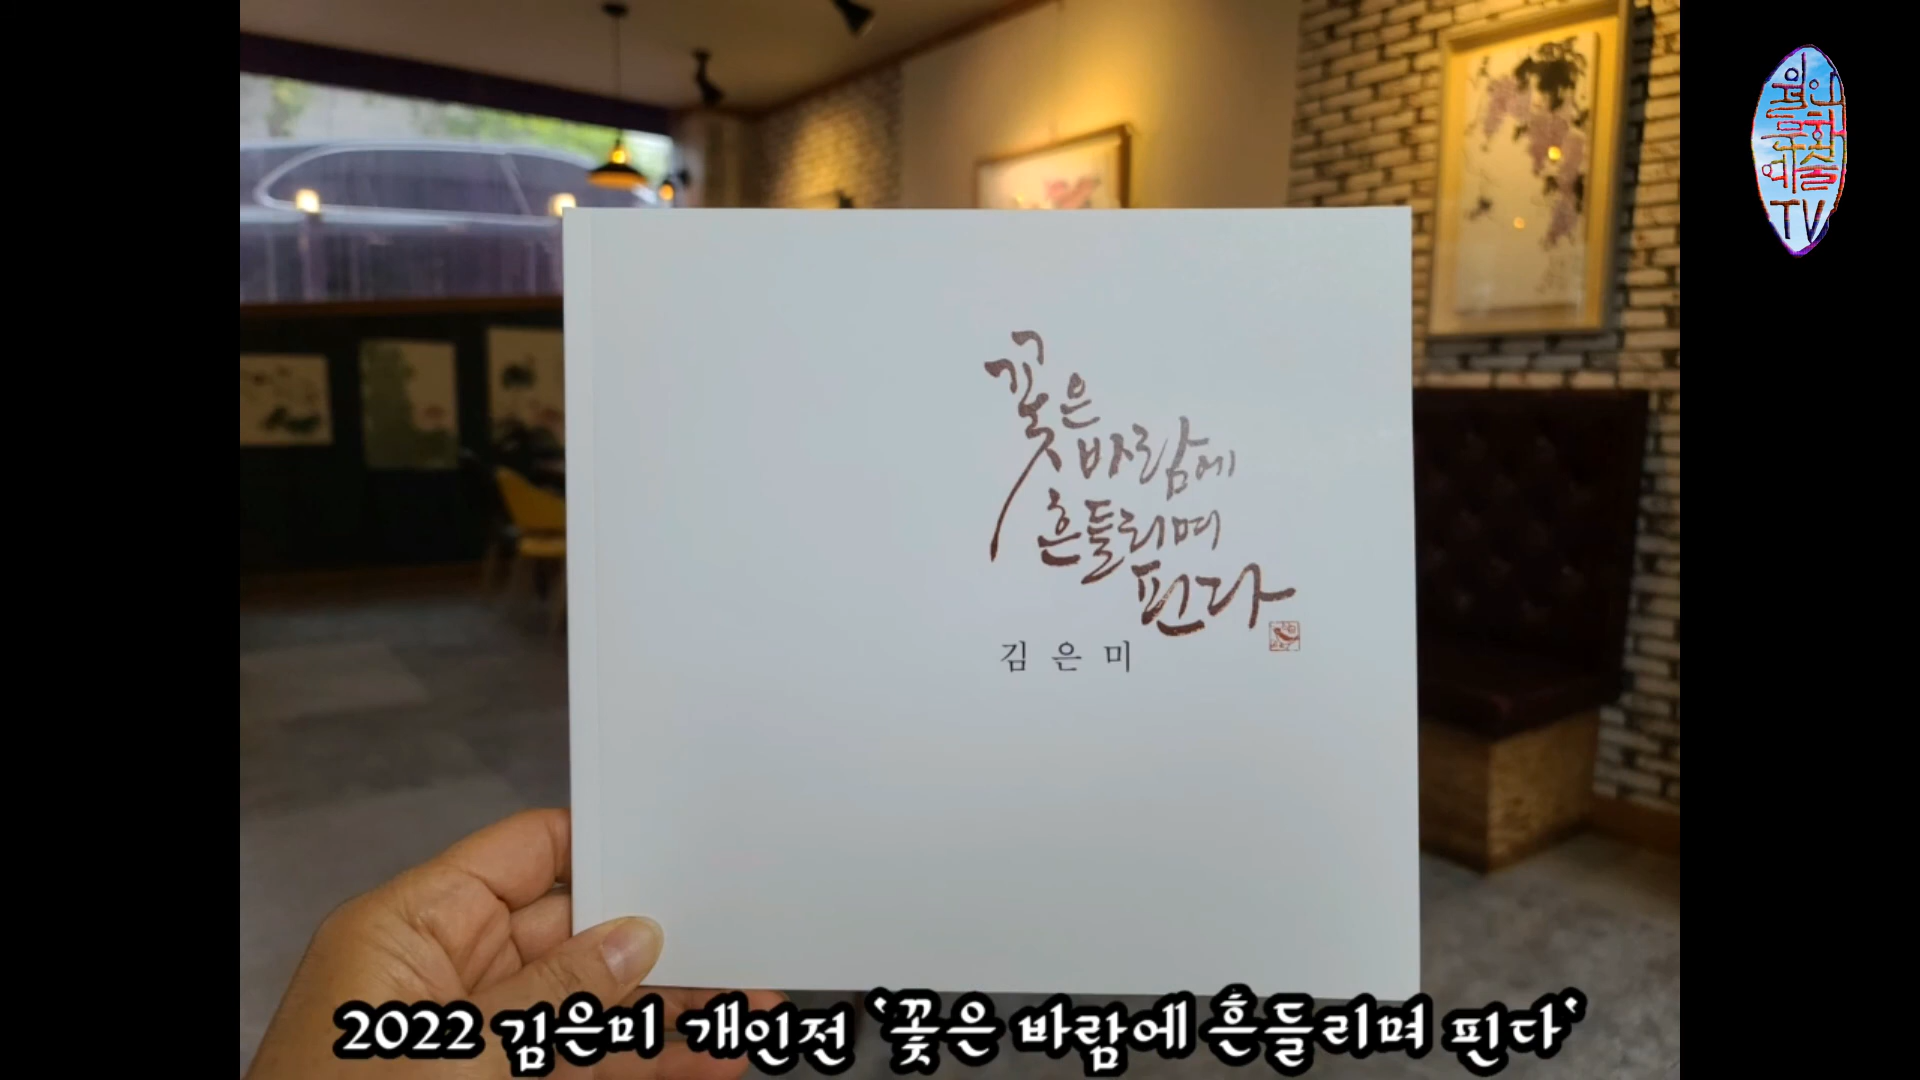 꽃은
바람에
흔들리며
핀다
김은미
2022 김은미 개인전 '꽃은 바람에 흔들리며 핀다'
TV